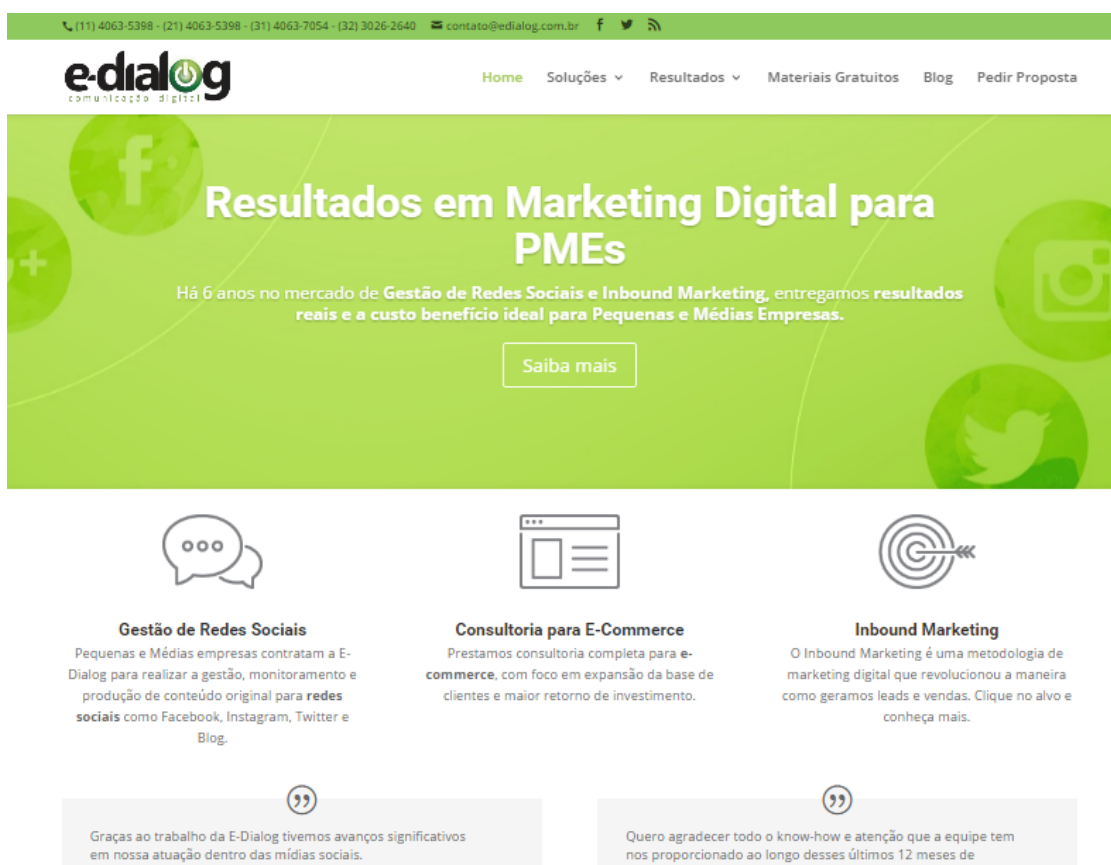 (11) 4063-5398 - (21) 4063-5398 - (31) 4063-7054 - (32) 3026-2640 contato@edialog.com.br
e-dialog
comunicação digital
Home Soluções Resultados Materiais Gratuitos Blog Pedir Proposta
Resultados em Marketing Digital para
PMEs
Há 6 anos no mercado de Gestão de Redes Sociais e Inbound Marketing, entregamos resultados
reais e a custo benefício ideal para Pequenas e Médias Empresas.
Saiba mais
Gestão de Redes Sociais
Pequenas e Médias empresas contratam a E-
Dialog para realizar a gestão, monitoramento e
produção de conteúdo original para redes
sociais como Facebook, Instagram, Twitter e
Blog.
Consultoria para E-Commerce
Prestamos consultoria completa para e-
commerce, com foco em expansão da base de
clientes e maior retorno de investimento.
Inbound Marketing
O Inbound Marketing é uma metodologia de
marketing digital que revolucionou a maneira
como geramos leads e vendas. Clique no alvo e
conheça mais.
Graças ao trabalho da E-Dialog tivemos avanços significativos
em nossa atuação dentro das mídias sociais.
Quero agradecer todo o know-how e atenção que a equipe tem
nos proporcionado ao longo desses últimos 12 meses de